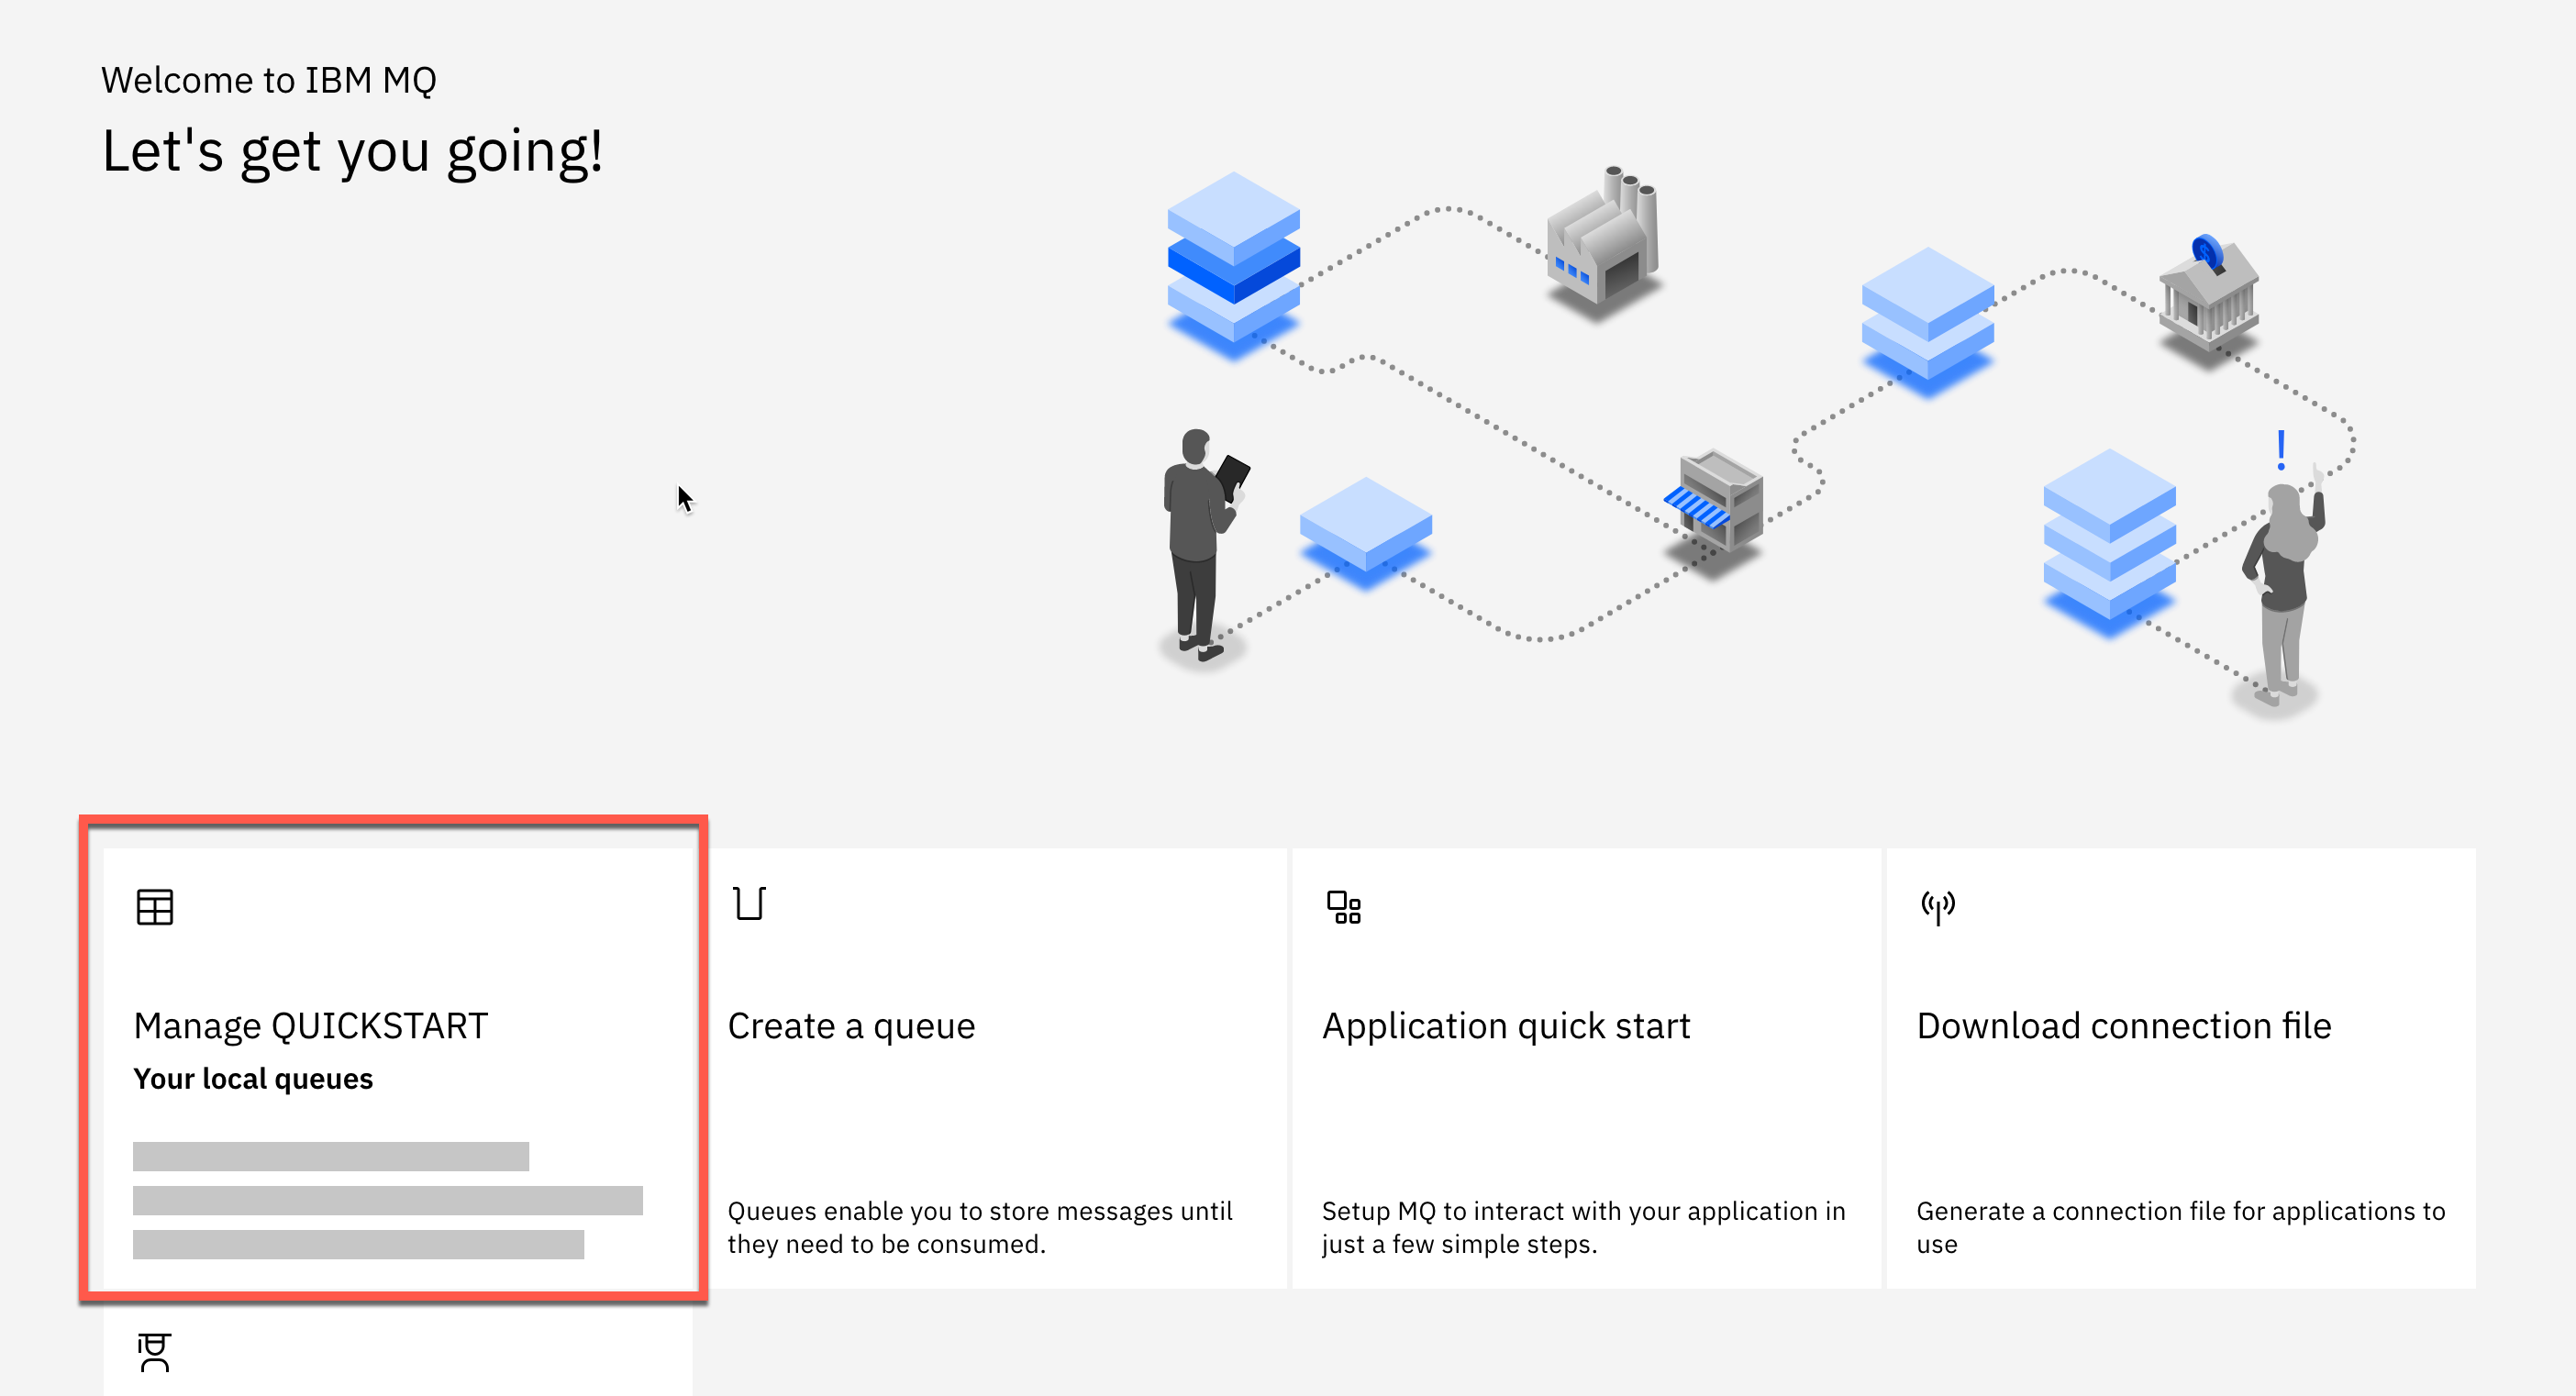 Welcome to IBM MQ
Let's get you going!
!
Manage QUICKSTART
Your local queues
Create a queue
Queues enable you to store messages until
they need to be consumed.
Application quick start
Setup MQ to interact with your application in
just a few simple steps.
Download connection file
Generate a connection file for applications to
use